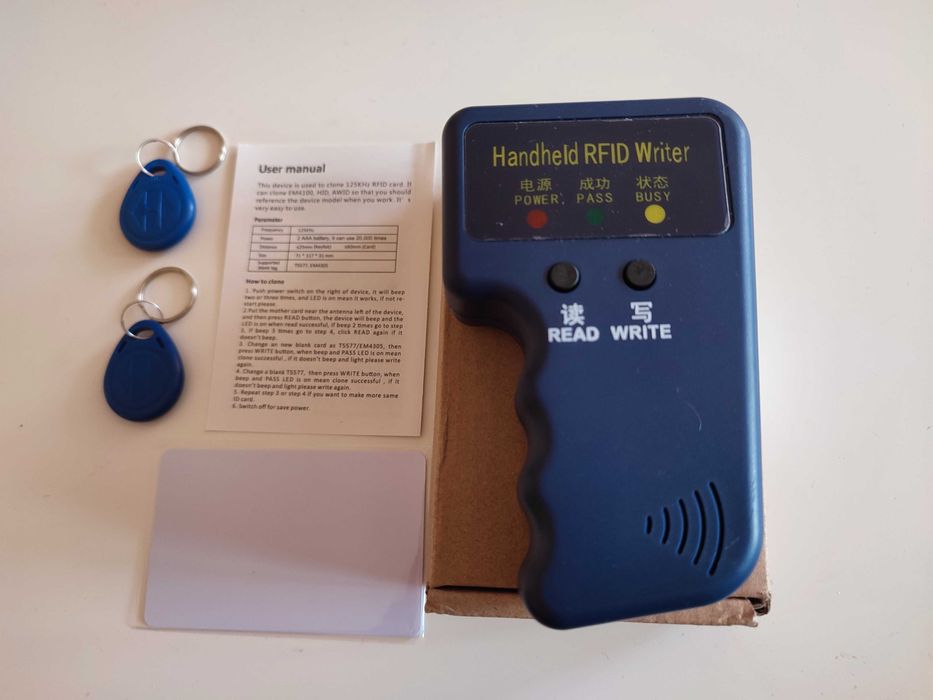 User manual
This device is used to clone 125KHz RFID card. It
can clone EM4100, HID, AWID so that you should
reference the device model when you work. It's
very easy to use.
Parameter
Frequency 125KHz
Power 2 AAA battery, it can use 20,000 times
Distance
Size
Supported blank tag T5577, EM4305
How to clone
1. Push power switch on the right of device, it will beep
two or three times, and LED is on mean it works, if not re-
start please.
2.Put the mother card near the antenna left of the device,
and then press READ button, the device will beep and the
LED is on when read successful, if beep 2 times go to step
3, if beep 3 times go to step 4, click READ again if it
doesn't beep.
3. Change an new blank card as T5577/EM4305, then
press WRITE button, when beep and PASS LED is on mean
clone successful , if it doesn't beep and light please write
again.
4. Change a blank T5577, then press WRITE button, when
beep and PASS LED is on mean clone successful , if it
doesn't beep and light please write again.
5. Repeat step 3 or step 4 if you want to make more same
ID card.
6. Switch off for save power.
Handheld RFID Writer
电源 成功 状态
POWER PASS BUSY
读 写
READ WRITE